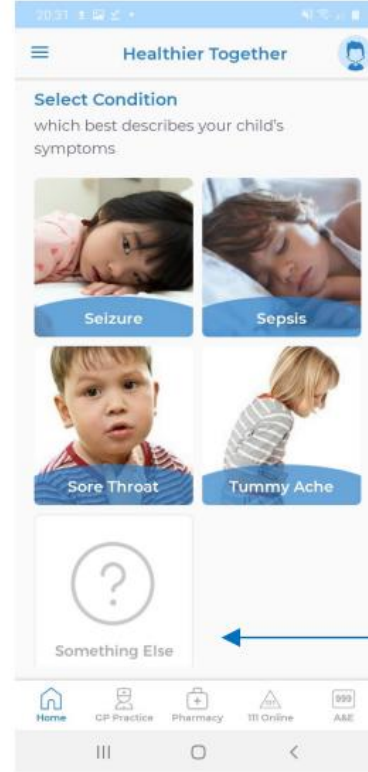 20:31
Healthier Together
Select Condition
which best describes your child's
symptoms
Seizure
Sepsis
Sore Throat
Tummy Ache
?
Something Else
Home
GP Practice
Pharmacy
111
111 Online
999
A&E